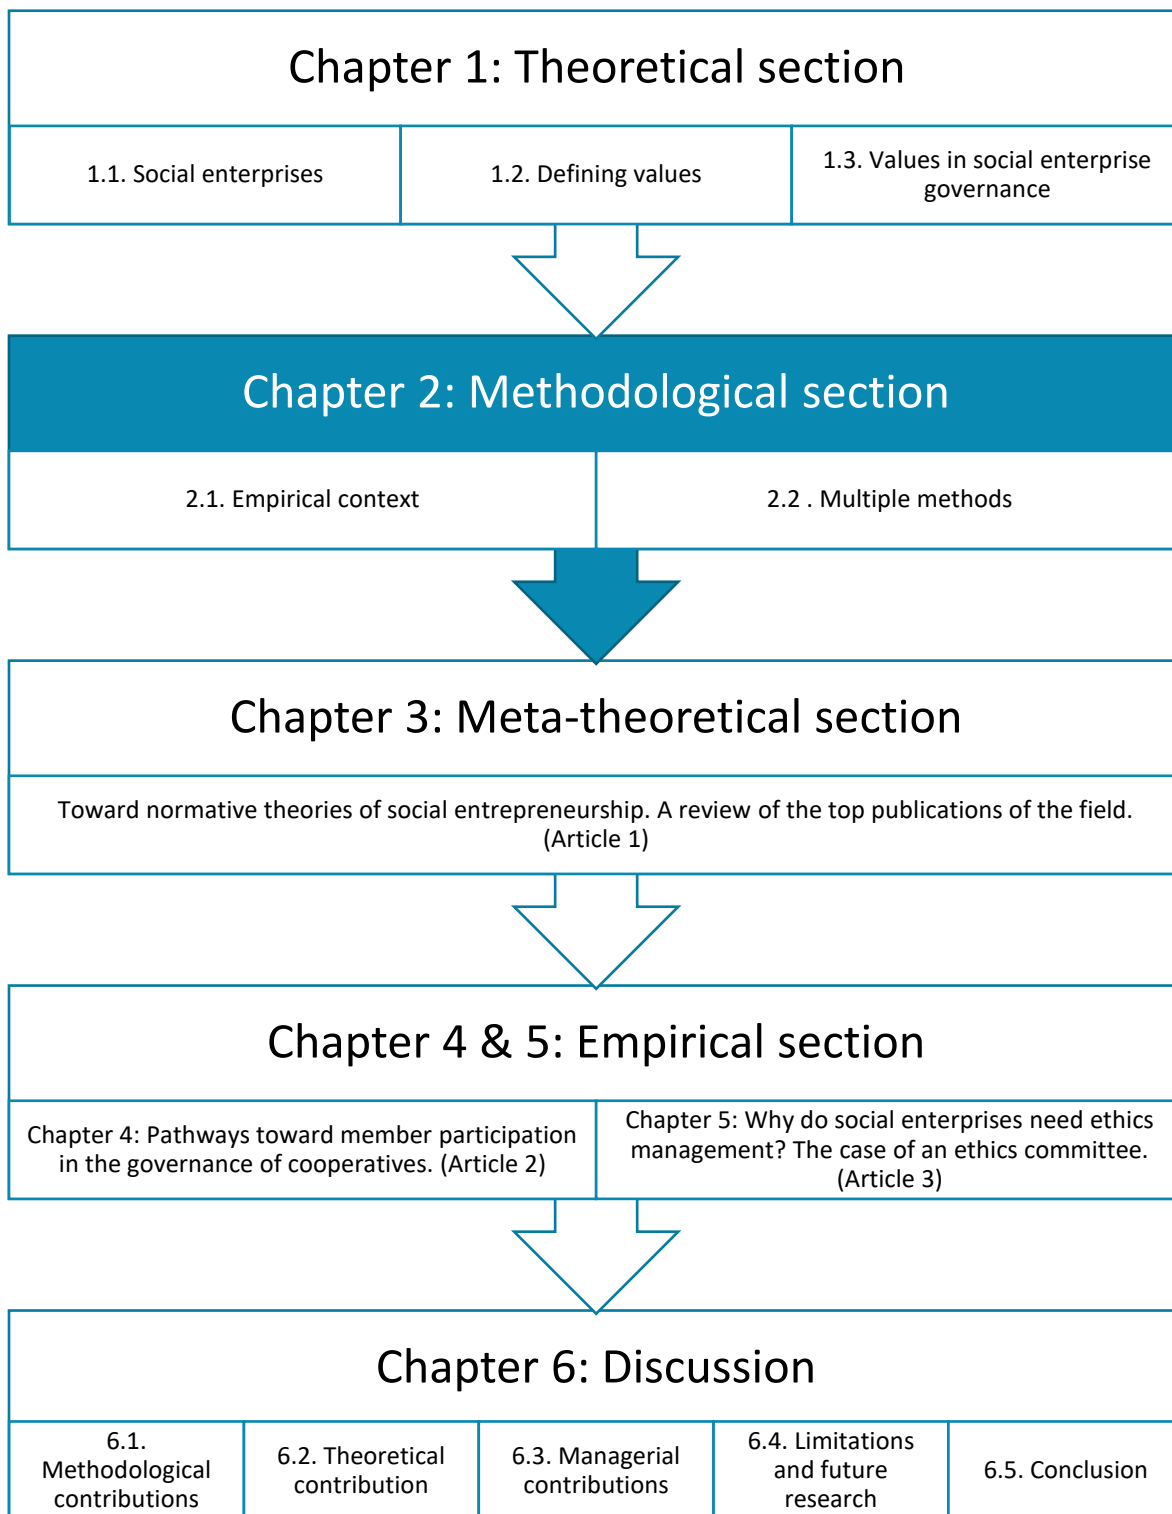 Chapter 1: Theoretical section
1.1. Social enterprises
1.2. Defining values
1.3. Values in social enterprise
governance
Chapter 2: Methodological section
2.1. Empirical context
2.2 . Multiple methods
Chapter 3: Meta-theoretical section
Toward normative theories of social entrepreneurship. A review of the top publications of the field.
(Article 1)
Chapter 4 & 5: Empirical section
Chapter 4: Pathways toward member participation
in the governance of cooperatives. (Article 2)
Chapter 5: Why do social enterprises need ethics
management? The case of an ethics committee.
(Article 3)
Chapter 6: Discussion
6.1.
Methodological
contributions
6.2. Theoretical
contribution
6.3. Managerial
contributions
6.4. Limitations
and future
research
6.5. Conclusion